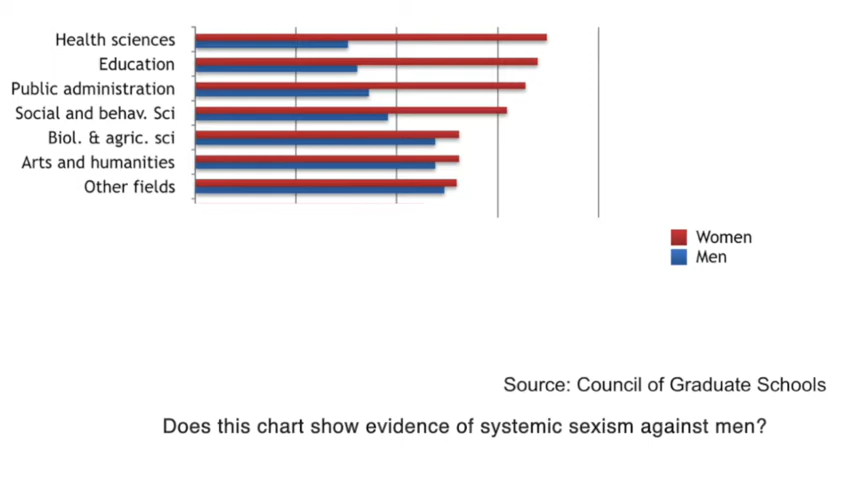 Health sciences
Education
Public administration
Social and behav. Sci
Biol. & agric. sci
Arts and humanities
Other fields
Women
Men
Source: Council of Graduate Schools
Does this chart show evidence of systemic sexism against men?